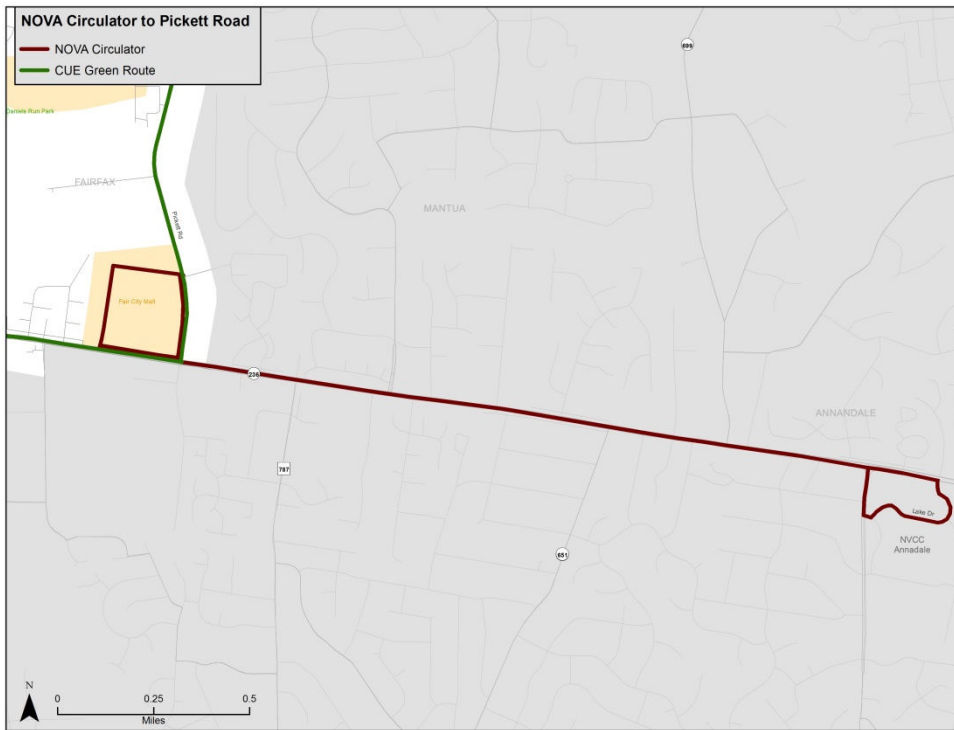 NOVA Circulator to Pickett Road
NOVA Circulator
CUE Green Route
699
Daniels Run Park
FAIRFAX
MANTUA
Pickett Rd
Fair City Mall
236
ANNANDALE
787
Lake Dr
NVCC
Annadale
651
N
0 0.25 0.5
Miles